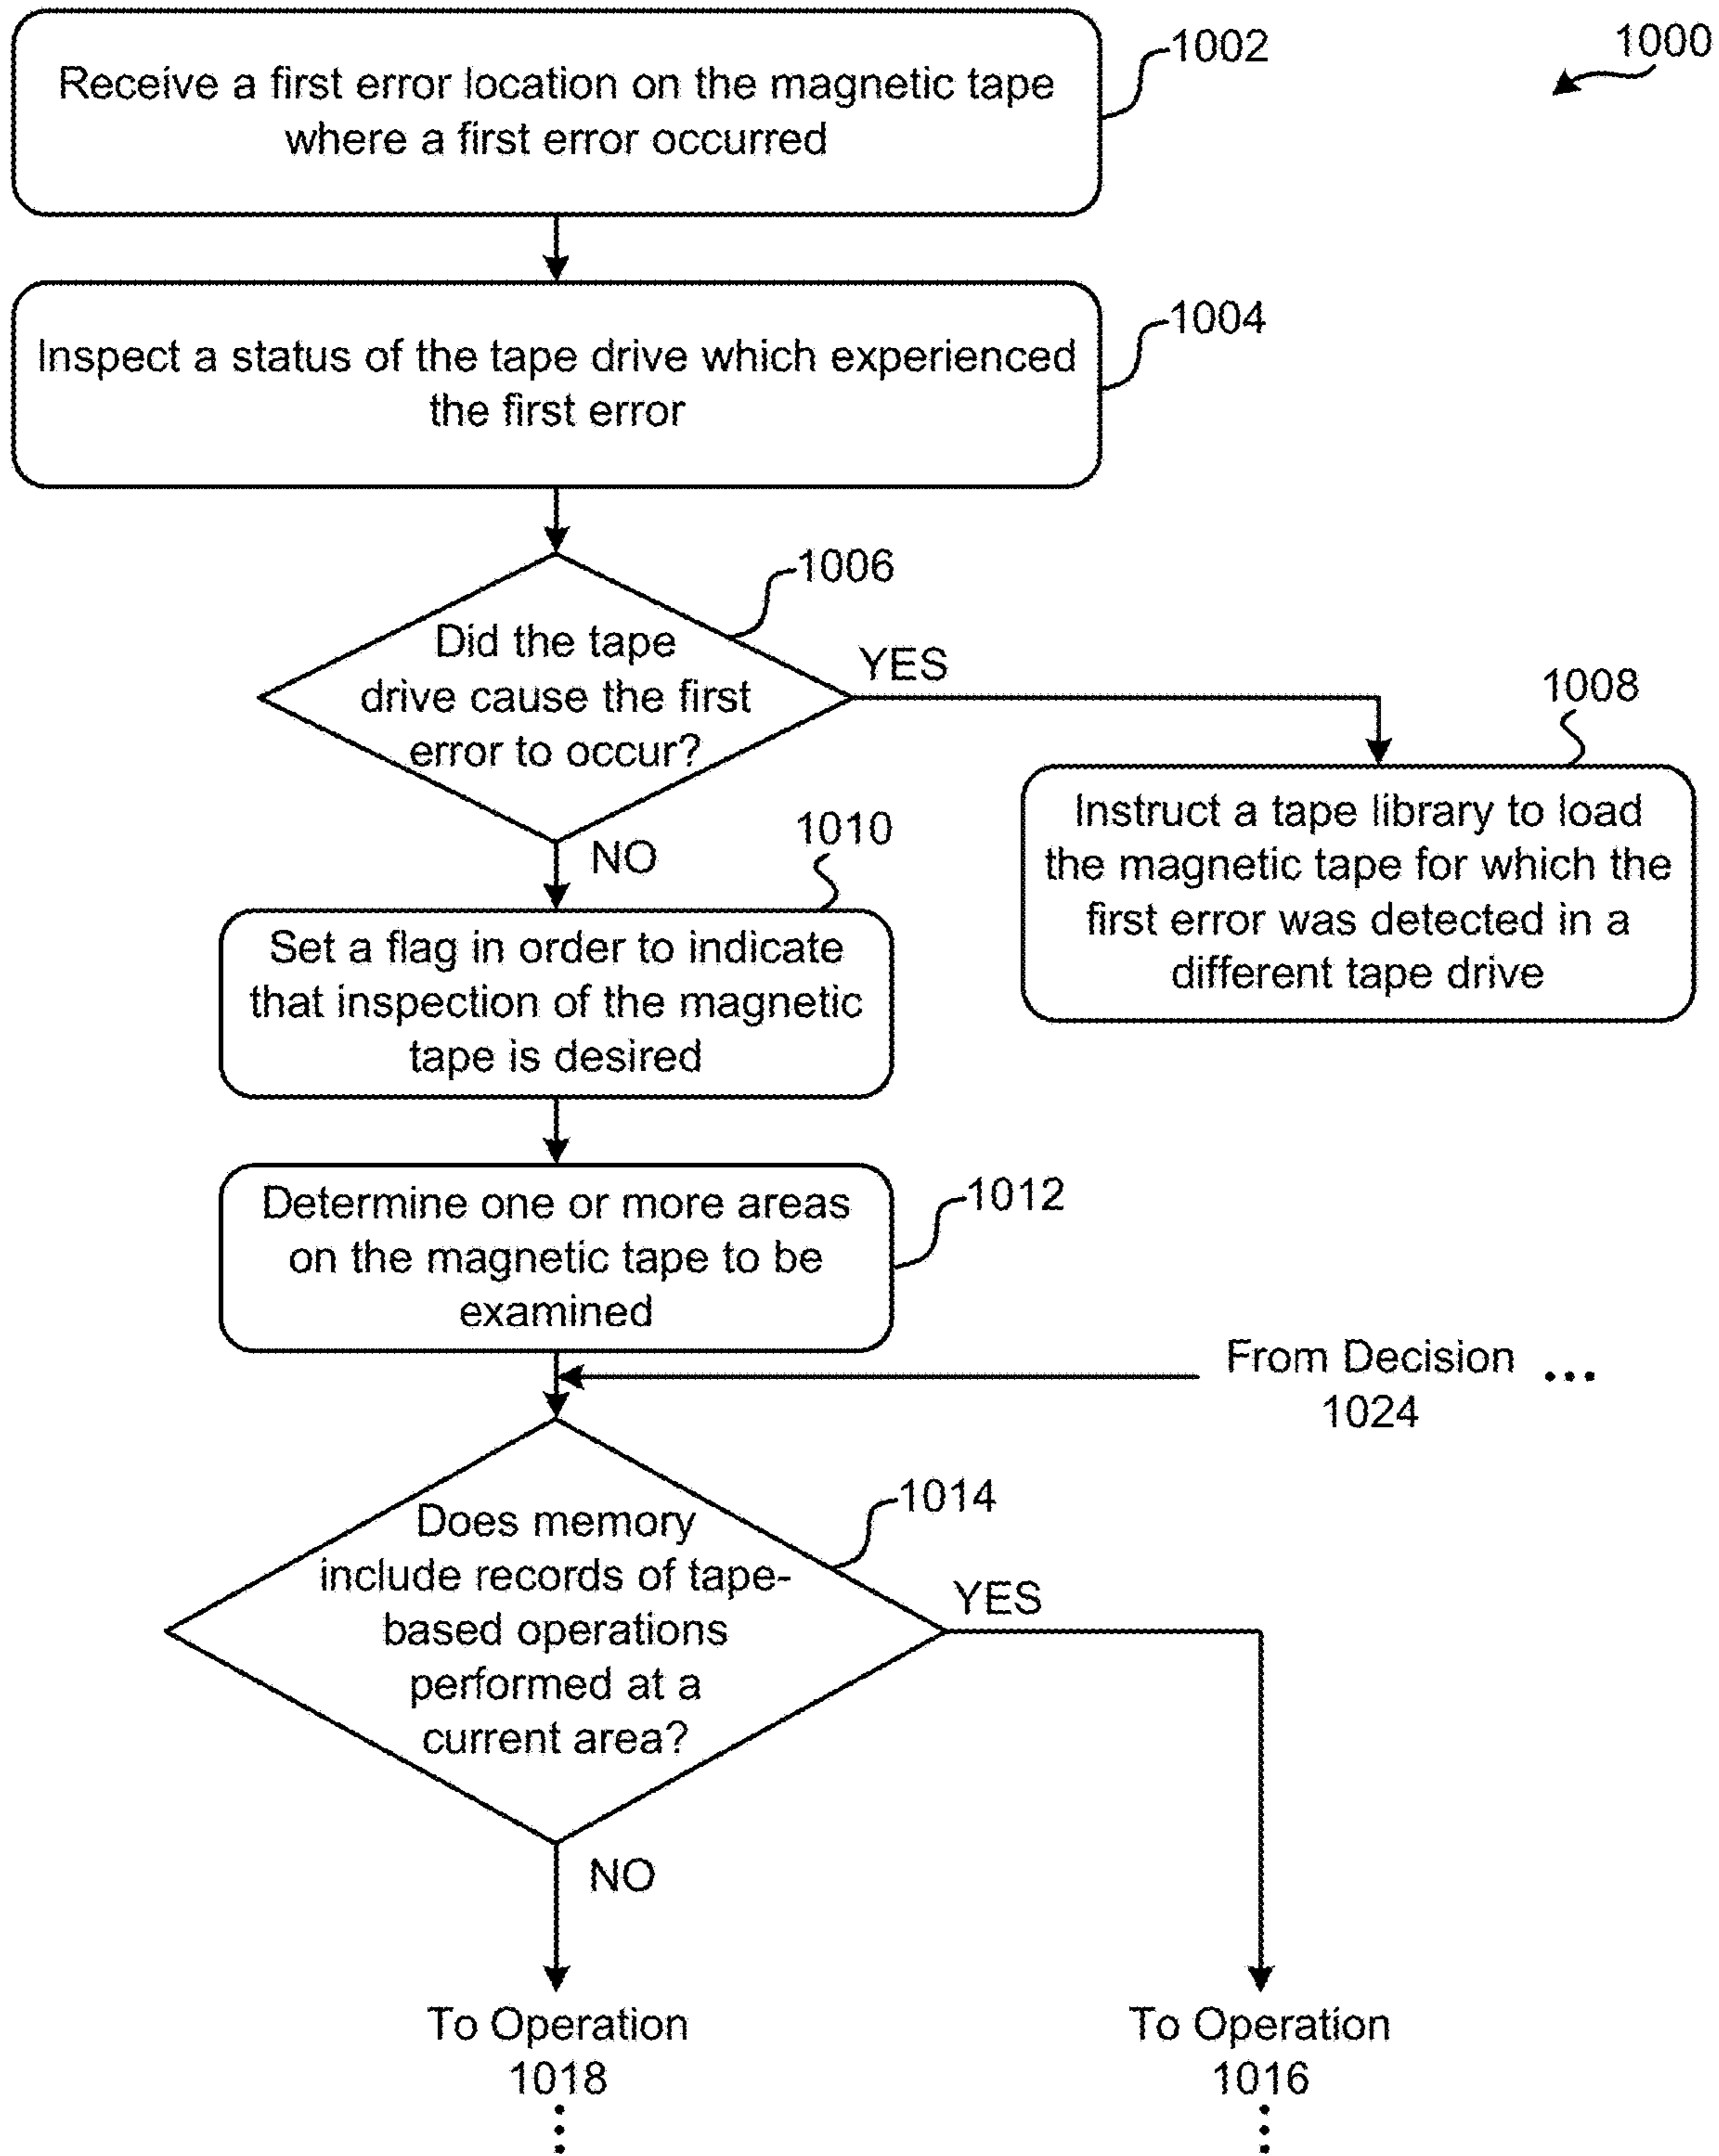 1000
1002
Receive a first error location on the magnetic tape
where a first error occurred
1004
Inspect a status of the tape drive which experienced
the first error
1006
Did the tape
drive cause the first
error to occur?
YES
NO
1008
Instruct a tape library to load
the magnetic tape for which the
first error was detected in a
different tape drive
1010
Set a flag in order to indicate
that inspection of the magnetic
tape is desired
1012
Determine one or more areas
on the magnetic tape to be
examined
From Decision ...
1024
1014
Does memory
include records of tape-
based operations
performed at a
current area?
YES
NO
To Operation
1018
To Operation
1016